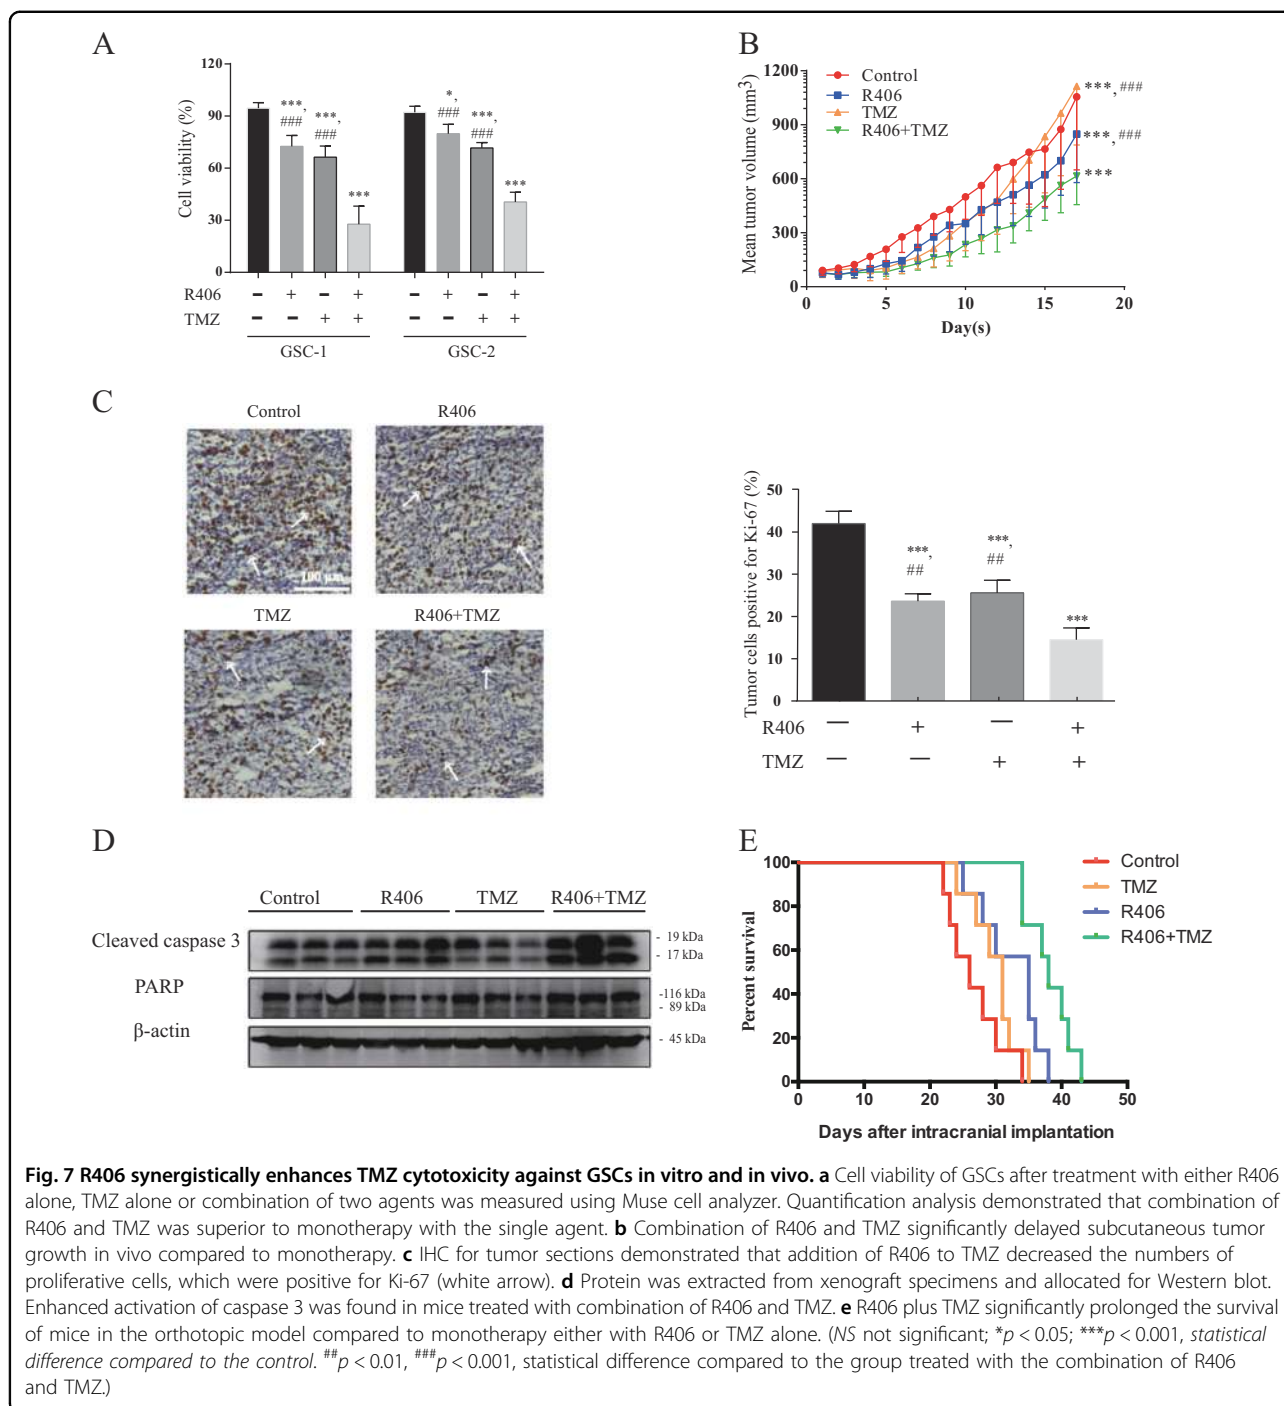 A
Cell viability (%)
120
90
60
30
0
***,
###
***,
###
***
*,
###
***,
###
***
R406 – + – + – + – +
TMZ – – + + – – + +
GSC-1 GSC-2
B
Mean tumor volume (mm³)
1200
900
600
300
0
0 5 10 15 20
Day(s)
Control
R406
TMZ
R406+TMZ
***, ###
***, ###
***
C
Control R406
100 μm
TMZ R406+TMZ
Tumor cells positive for Ki-67 (%)
50
40
30
20
10
0
***,
##
***,
##
***
R406 — + — +
TMZ — — + +
D
Control R406 TMZ R406+TMZ
Cleaved caspase 3
- 19 kDa
- 17 kDa
PARP
-116 kDa
- 89 kDa
β-actin
- 45 kDa
E
Percent survival
100
80
60
40
20
0
0 10 20 30 40 50
Days after intracranial implantation
Control
TMZ
R406
R406+TMZ
Fig. 7 R406 synergistically enhances TMZ cytotoxicity against GSCs in vitro and in vivo. a Cell viability of GSCs after treatment with either R406
alone, TMZ alone or combination of two agents was measured using Muse cell analyzer. Quantification analysis demonstrated that combination of
R406 and TMZ was superior to monotherapy with the single agent. b Combination of R406 and TMZ significantly delayed subcutaneous tumor
growth in vivo compared to monotherapy. c IHC for tumor sections demonstrated that addition of R406 to TMZ decreased the numbers of
proliferative cells, which were positive for Ki-67 (white arrow). d Protein was extracted from xenograft specimens and allocated for Western blot.
Enhanced activation of caspase 3 was found in mice treated with combination of R406 and TMZ. e R406 plus TMZ significantly prolonged the survival
of mice in the orthotopic model compared to monotherapy either with R406 or TMZ alone. (NS not significant; *p < 0.05; ***p < 0.001, statistical
difference compared to the control. ##p < 0.01, ###p < 0.001, statistical difference compared to the group treated with the combination of R406
and TMZ.)